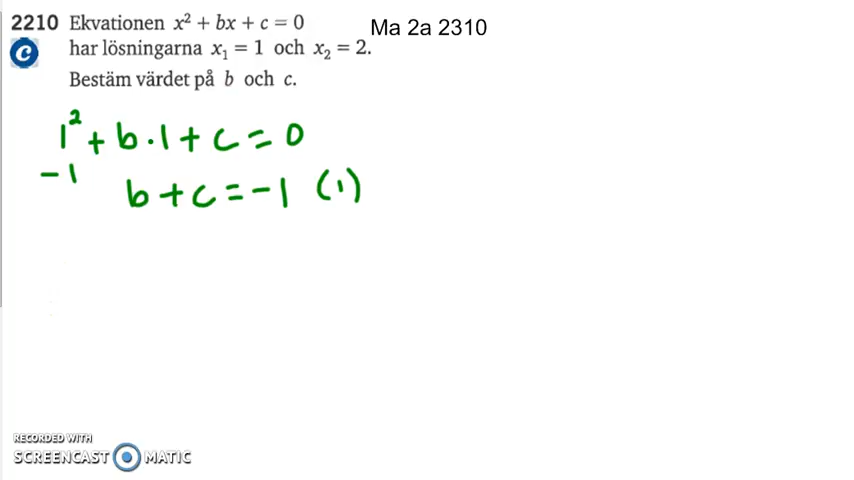 2210 Ekvationen x² + bx + c = 0
Ma 2a 2310
C har lösningarna x₁ = 1 och x₂ = 2.
Bestäm värdet på b och c.
1² + b · 1 + c = 0
-1
b + c = -1 (1)
RECORDED WITH
SCREENCAST MATIC